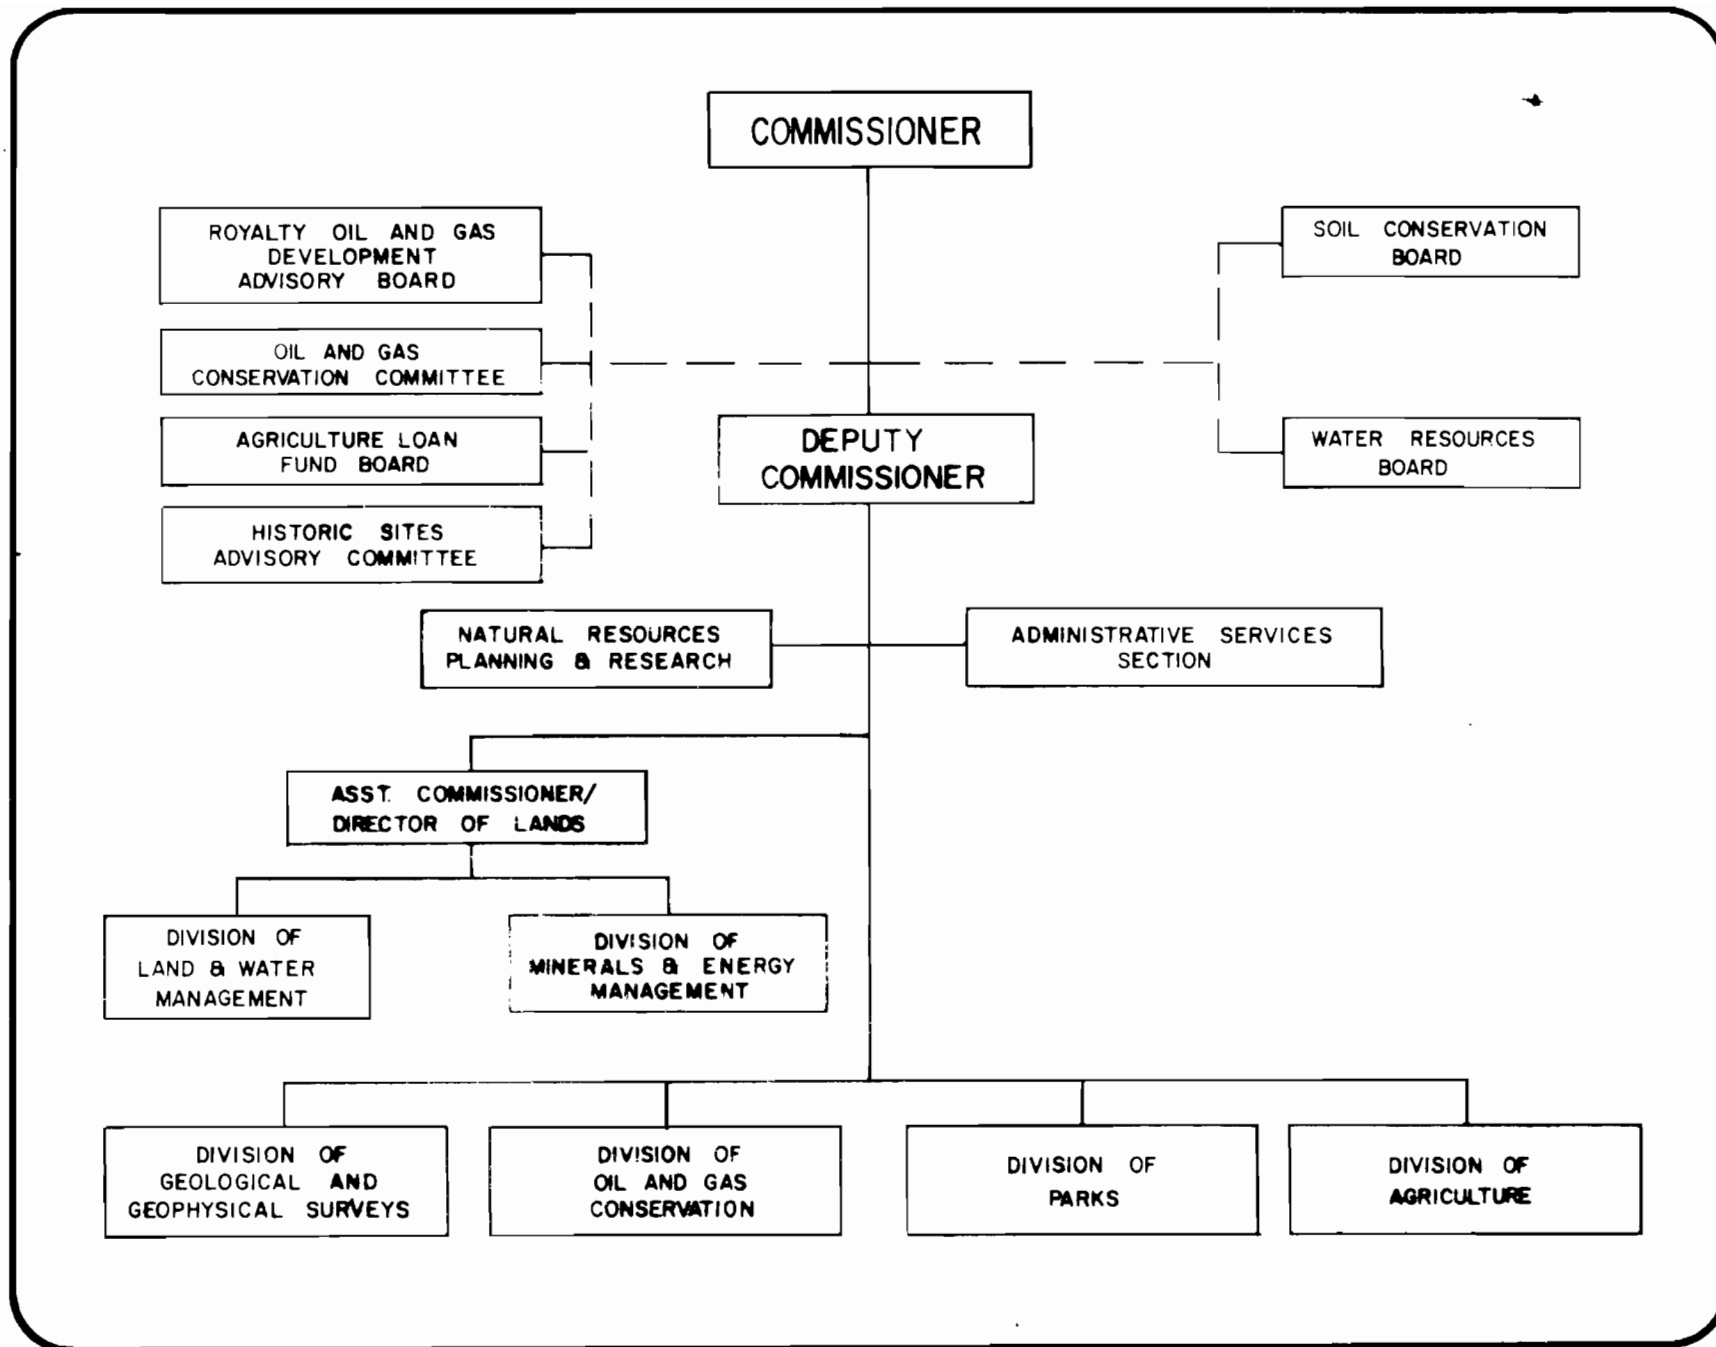 COMMISSIONER
ROYALTY OIL AND GAS
DEVELOPMENT
ADVISORY BOARD
SOIL CONSERVATION
BOARD
OIL AND GAS
CONSERVATION COMMITTEE
AGRICULTURE LOAN
FUND BOARD
DEPUTY
COMMISSIONER
WATER RESOURCES
BOARD
HISTORIC SITES
ADVISORY COMMITTEE
NATURAL RESOURCES
PLANNING & RESEARCH
ADMINISTRATIVE SERVICES
SECTION
ASST. COMMISSIONER/
DIRECTOR OF LANDS
DIVISION OF
LAND & WATER
MANAGEMENT
DIVISION OF
MINERALS & ENERGY
MANAGEMENT
DIVISION OF
GEOLOGICAL AND
GEOPHYSICAL SURVEYS
DIVISION OF
OIL AND GAS
CONSERVATION
DIVISION OF
PARKS
DIVISION OF
AGRICULTURE